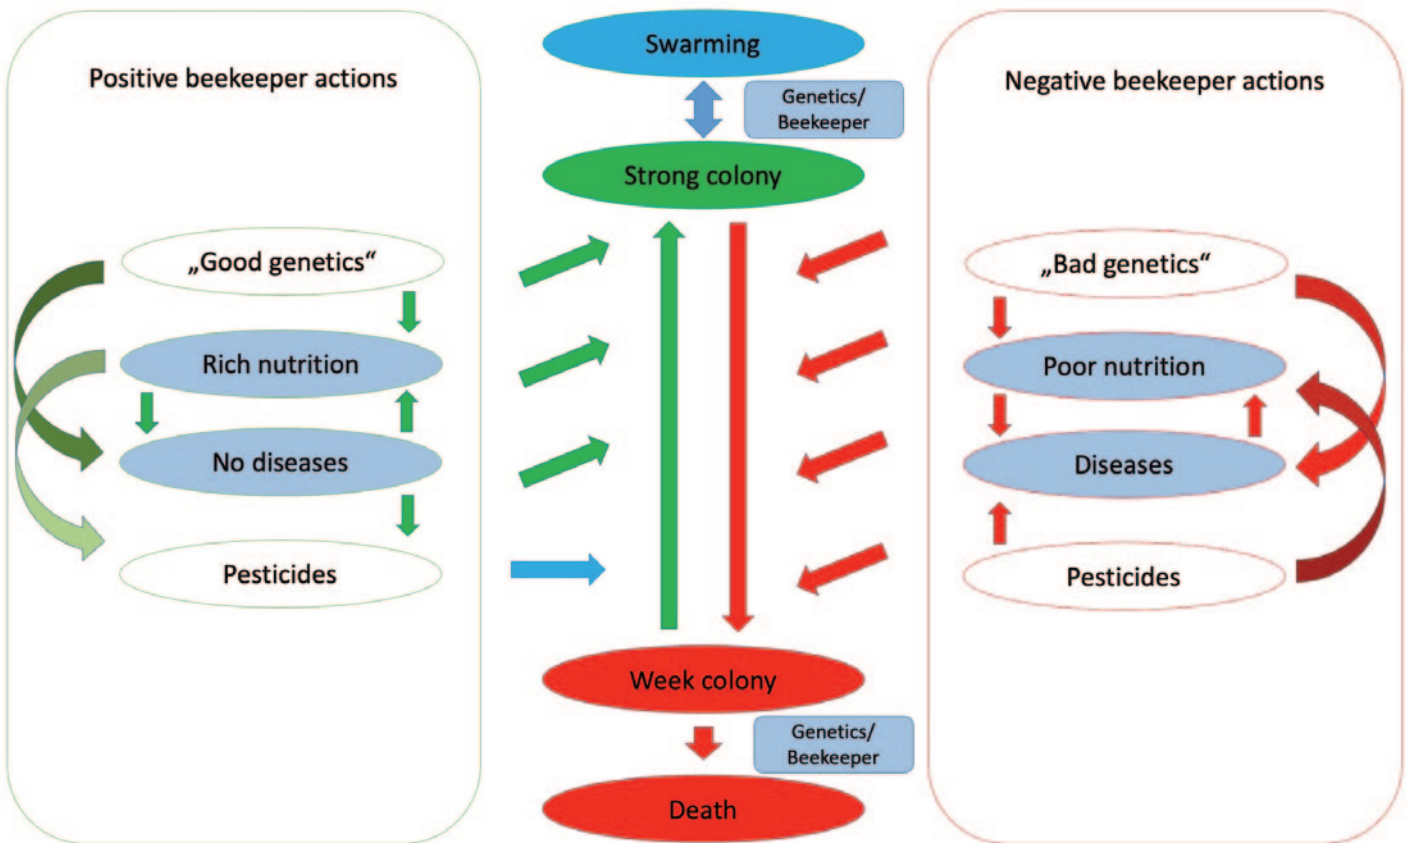 Positive beekeeper actions
„Good genetics“
Rich nutrition
No diseases
Pesticides
Swarming
Genetics/
Beekeeper
Strong colony
Week colony
Genetics/
Beekeeper
Death
Negative beekeeper actions
„Bad genetics“
Poor nutrition
Diseases
Pesticides